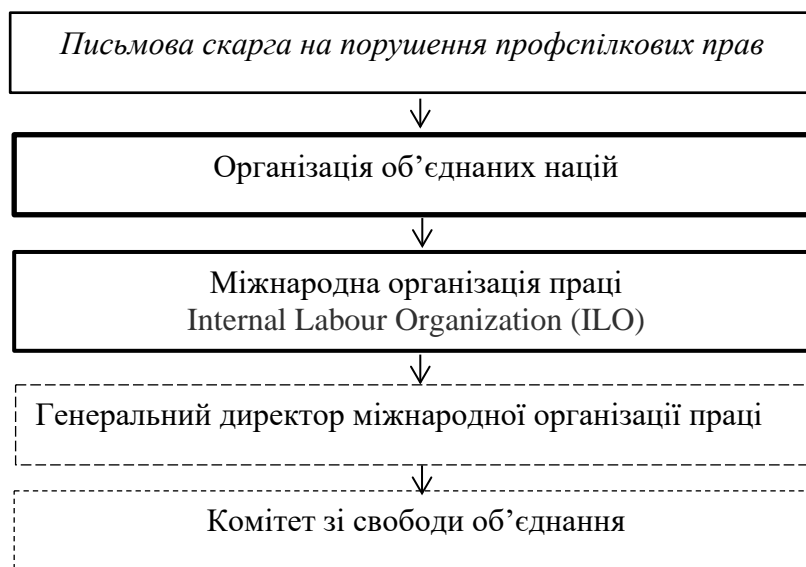 Письмова скарга на порушення профспілкових прав
Організація об’єднаних націй
Міжнародна організація праці
Internal Labour Organization (ILO)
Генеральний директор міжнародної організації праці
Комітет зі свободи об’єднання